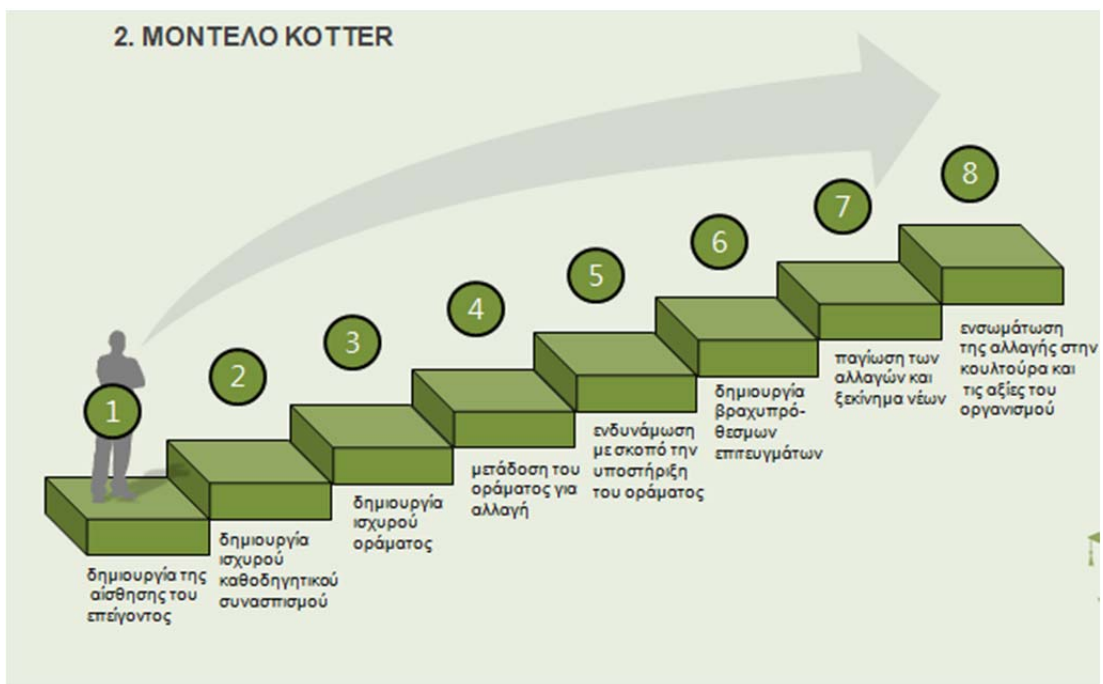 2. ΜΟΝΤΕΛΟ KOTTER
1
δημιουργία της
αίσθησης του
επείγοντος
2
δημιουργία
ισχυρού
καθοδηγητικού
συνασπισμού
3
δημιουργία
ισχυρού
οράματος
4
μετάδοση του
οράματος για
αλλαγή
5
ενδυνάμωση
με σκοπό την
υποστήριξη
του οράματος
6
δημιουργία
βραχυπρό-
θεσμων
επιτευγμάτων
7
παγίωση των
αλλαγών και
ξεκίνημα νέων
8
ενσωμάτωση
της αλλαγής στην
κουλτούρα και
τις αξίες του
οργανισμού